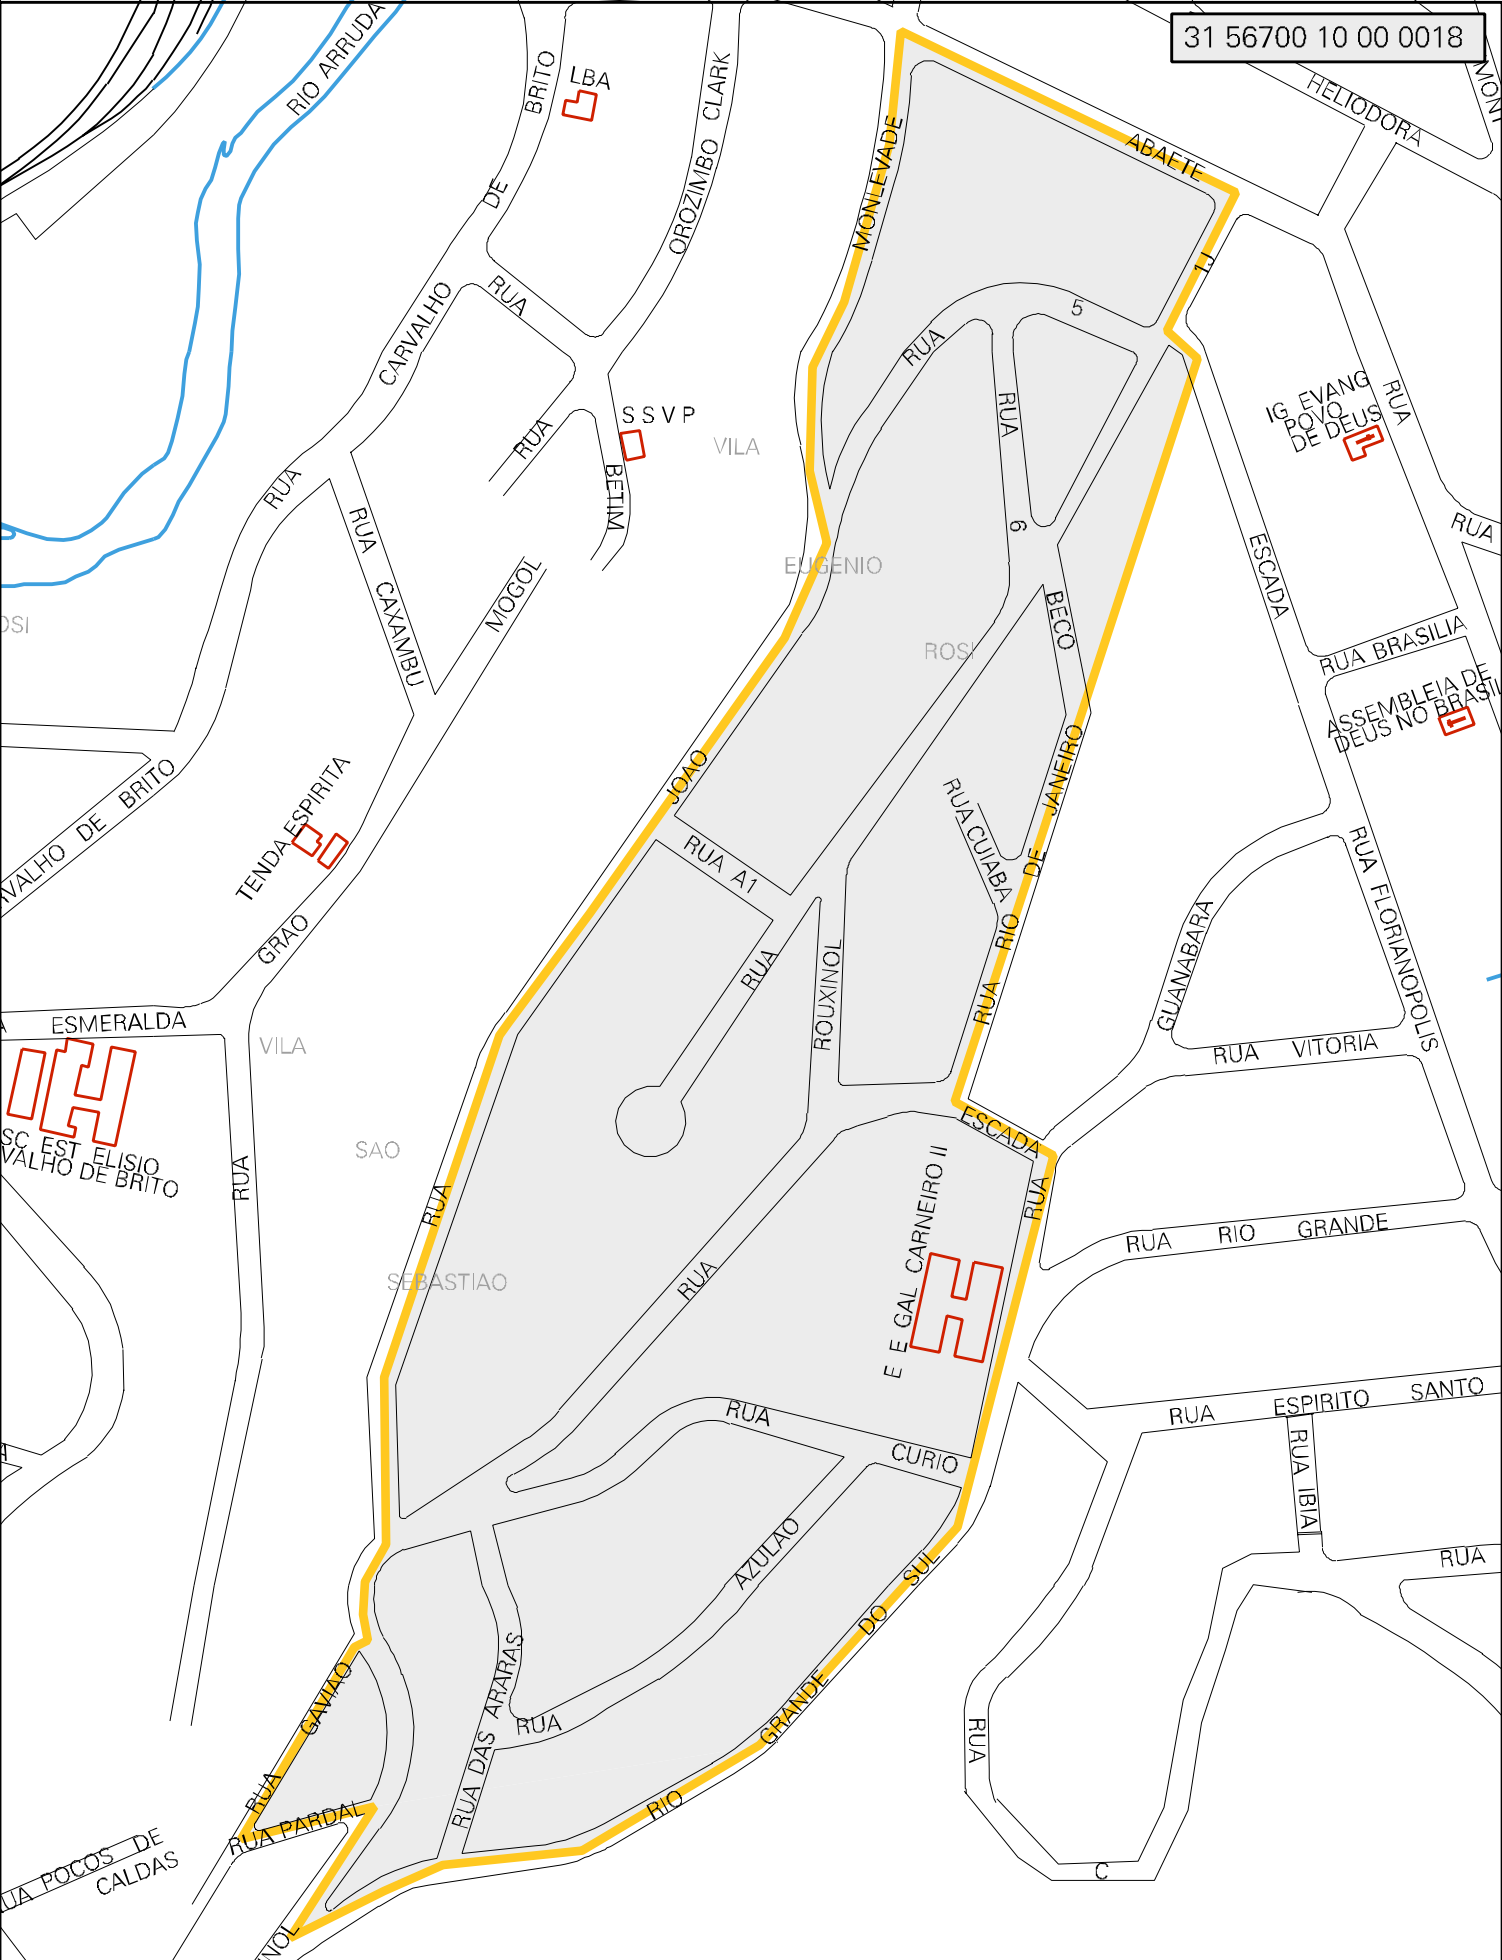 31 56700 10 00 0018
RIO ARRUDA
BRITO
DE
CARVALHO
RUA
LBA
OROZIMBO CLARK
MONLEVADE
ABAETE
HELIODORA
MONT
1J
RUA
5
RUA
6
RUA
IG EVANG
POVO
DE DEUS
RUA
RUA
S S V P
BETIM
RUA
VILA
EUGENIO
ROSI
OSI
RUA CAXAMBU
MOGOL
ESCADA
BECO
RUA BRASILIA
ASSEMBLEIA DE
DEUS NO BRASIL
RVALHO DE BRITO
TENDA ESPIRITA
GRAO
JOAO
RUA A1
RUA CUIABA
RUA RIO DE JANEIRO
RUA
ROUXINOL
GUANABARA
RUA FLORIANOPOLIS
RUA VITORIA
A ESMERALDA
VILA
SAO
SEBASTIAO
SC EST ELISIO
VALHO DE BRITO
RUA
RUA
ESCADA
RUA
E E GAL CARNEIRO II
RUA RIO GRANDE
RUA
RUA ESPIRITO SANTO
RUA IBIA
RUA
RUA CURIO
AZULAO
RUA
RUA DAS ARARAS
RIO GRANDE DO SUL
RUA GAVIAO
RUA PARDAL
UA POCOS DE
CALDAS
NOL
RUA
C
A